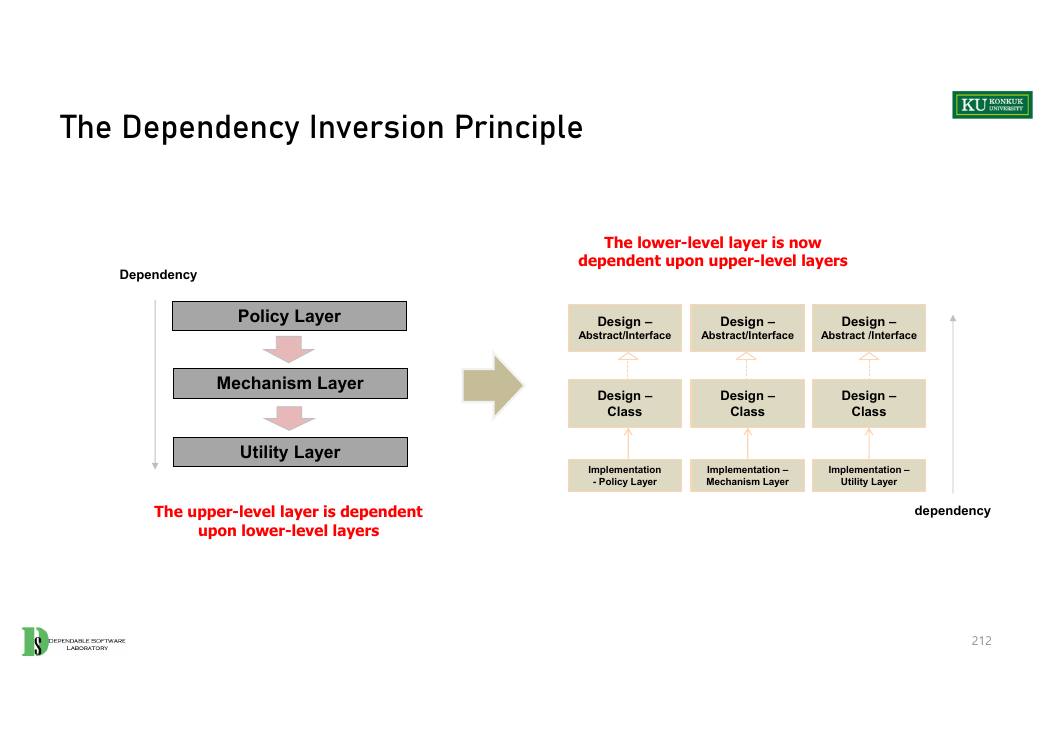 KU KONKUK
UNIVERSITY
The Dependency Inversion Principle
The lower-level layer is now
dependent upon upper-level layers
Dependency
Policy Layer
Mechanism Layer
Utility Layer
The upper-level layer is dependent
upon lower-level layers
Design –
Abstract/Interface
Design –
Abstract/Interface
Design –
Abstract /Interface
Design –
Class
Design –
Class
Design –
Class
Implementation
- Policy Layer
Implementation –
Mechanism Layer
Implementation –
Utility Layer
dependency
DS
DEPENDABLE SOFTWARE
LABORATORY
212